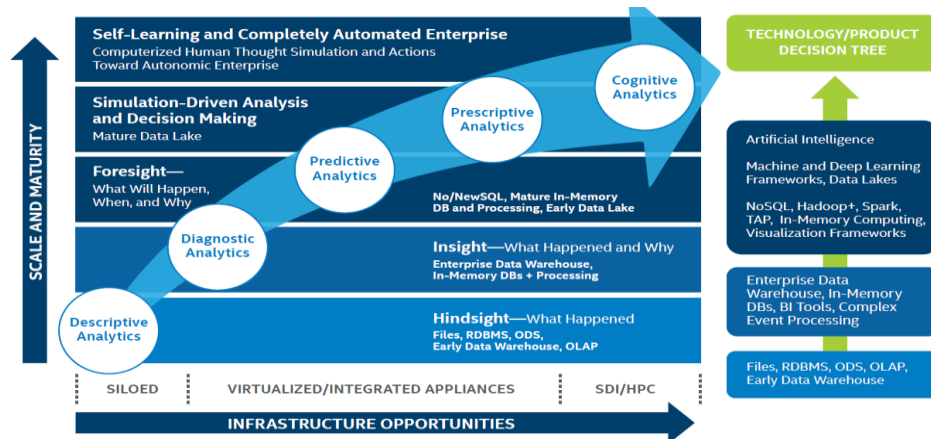 SCALE AND MATURITY
Self-Learning and Completely Automated Enterprise
Computerized Human Thought Simulation and Actions
Toward Autonomic Enterprise
Simulation-Driven Analysis
and Decision Making
Mature Data Lake
Foresight—
What Will Happen,
When, and Why
No/NewSQL, Mature In-Memory
DB and Processing, Early Data Lake
Insight—What Happened and Why
Enterprise Data Warehouse,
In-Memory DBs + Processing
Hindsight—What Happened
Files, RDBMS, ODS,
Early Data Warehouse, OLAP
Descriptive
Analytics
Diagnostic
Analytics
Predictive
Analytics
Prescriptive
Analytics
Cognitive
Analytics
SILOED
VIRTUALIZED/INTEGRATED APPLIANCES
SDI/HPC
INFRASTRUCTURE OPPORTUNITIES
TECHNOLOGY/PRODUCT
DECISION TREE
Artificial Intelligence
Machine and Deep Learning
Frameworks, Data Lakes
NoSQL, Hadoop+, Spark,
TAP, In-Memory Computing,
Visualization Frameworks
Enterprise Data
Warehouse, In-Memory
DBs, BI Tools, Complex
Event Processing
Files, RDBMS, ODS, OLAP,
Early Data Warehouse